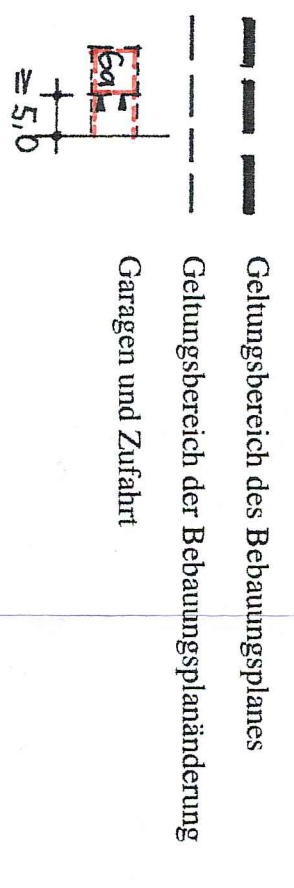 Geltungsbereich des Bebauungsplanes
Geltungsbereich der Bebauungsplanänderung
Ga
Garagen und Zufahrt
≥ 5,0